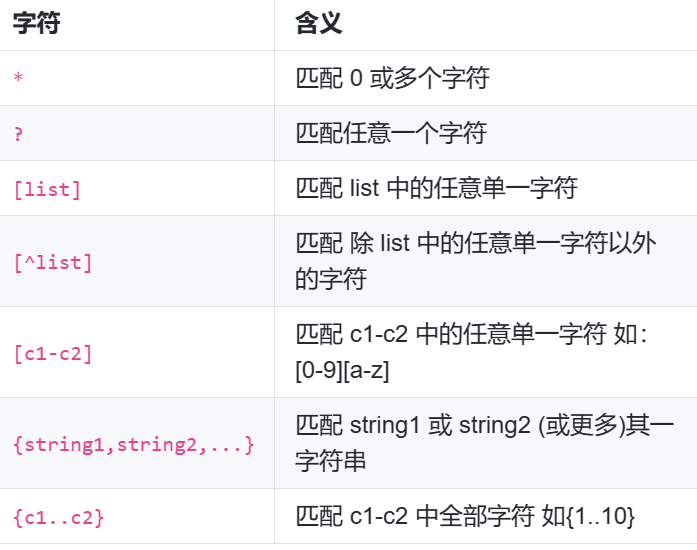 字符 含义
* 匹配 0 或多个字符
? 匹配任意一个字符
[list] 匹配 list 中的任意单一字符
[^list] 匹配 除 list 中的任意单一字符以外
的字符
[c1-c2] 匹配 c1-c2 中的任意单一字符 如：
[0-9][a-z]
{string1,string2,...} 匹配 string1 或 string2 (或更多)其一
字符串
{c1..c2} 匹配 c1-c2 中全部字符 如{1..10}